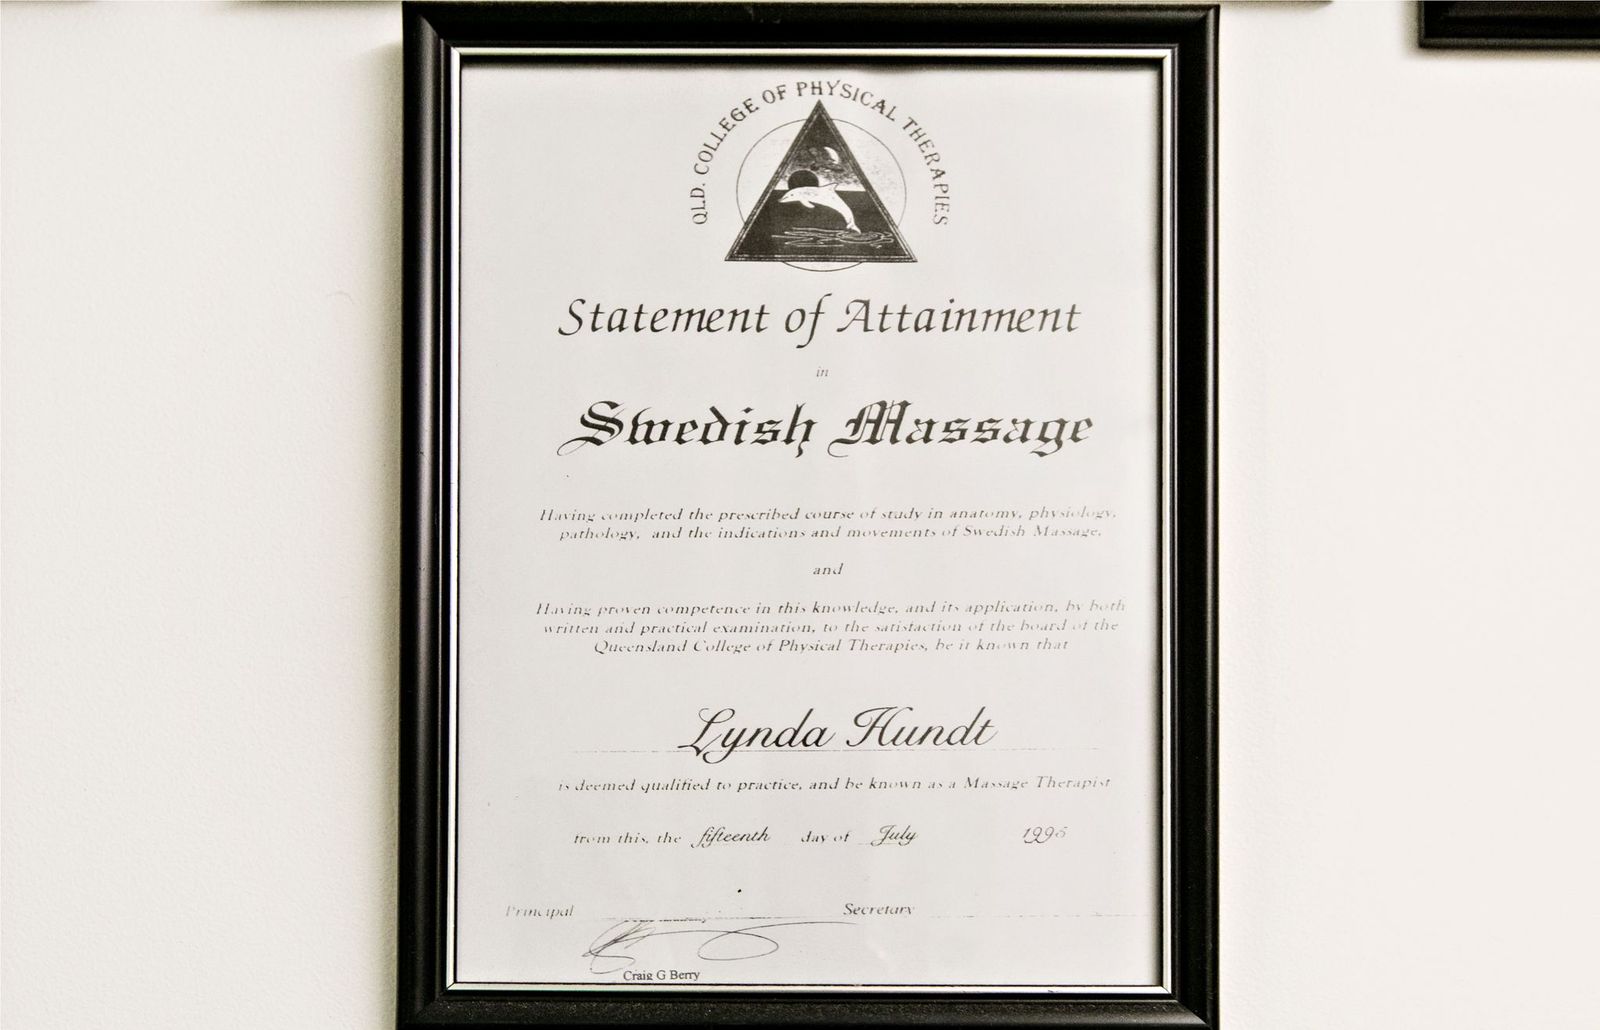 QLD. COLLEGE OF PHYSICAL THERAPIES
Statement of Attainment
in
Swedish Massage
Having completed the prescribed course of study in anatomy, physiology,
pathology, and the indications and movements of Swedish Massage,
and
Having proven competence in this knowledge, and its application, by both
written and practical examination, to the satisfaction of the board of the
Queensland College of Physical Therapies, be it known that
Lynda Hundt
is deemed qualified to practice, and be known as a Massage Therapist
from this, the fifteenth day of July
Principal Secretary
Craig G Berry